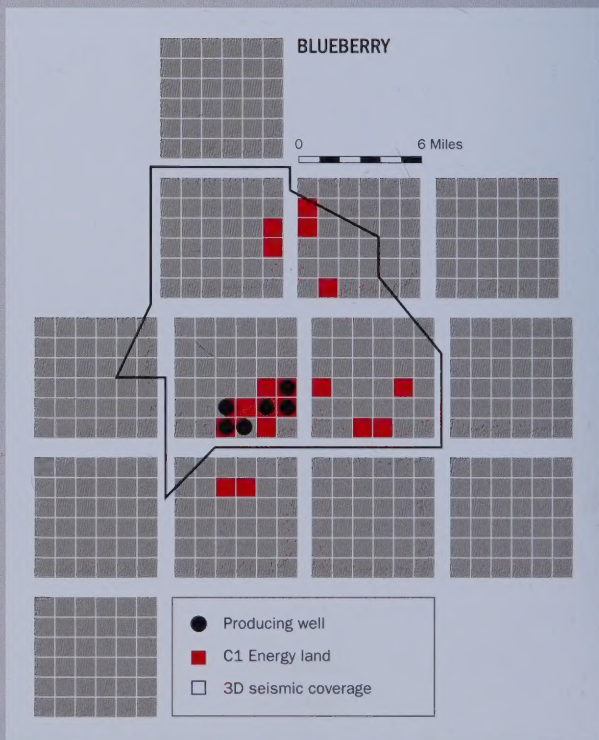 BLUEBERRY
0 6 Miles
Producing well
C1 Energy land
3D seismic coverage